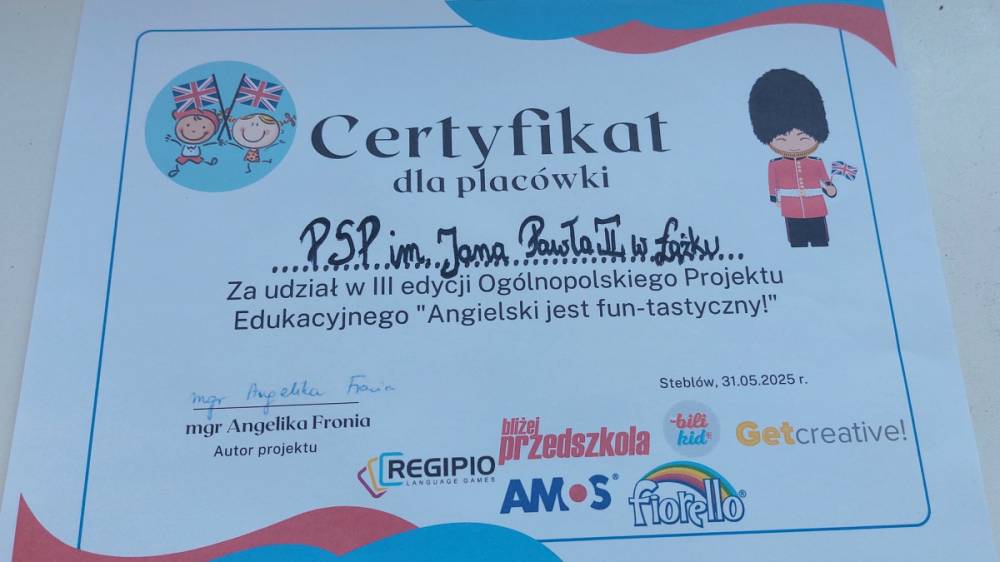 Certyfikat
dla placówki
PSP im. Jana Pawła II w Łążku
Za udział w III edycji Ogólnopolskiego Projektu
Edukacyjnego "Angielski jest fun-tastyczny!"
Steblów, 31.05.2025 r.
mgr Angelika Fronia
mgr Angelika Fronia
Autor projektu
bliżej
przedszkola
bili
kid
Getcreative!
REGIPIO
LANGUAGE GAMES
AMOS®
fiorello®